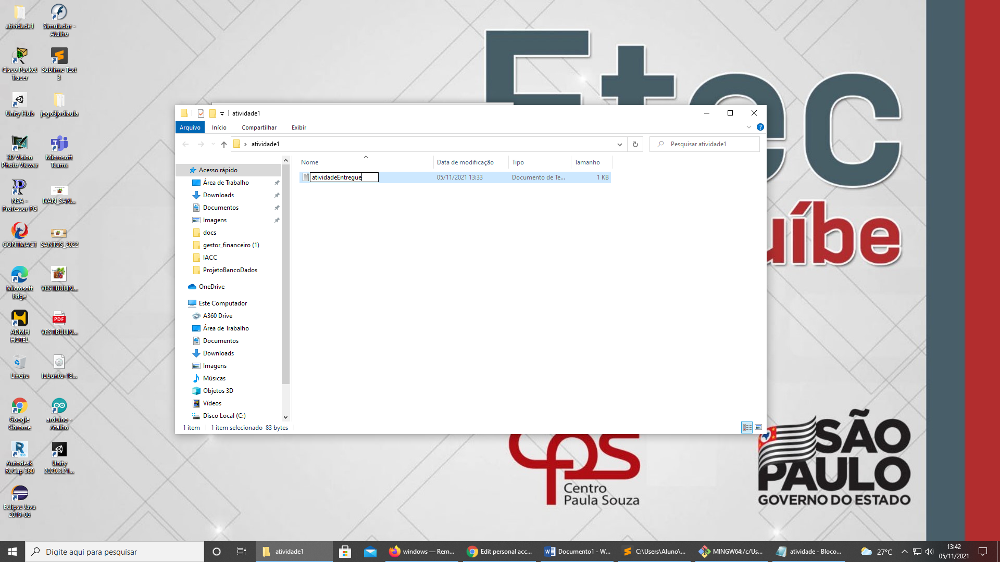 atividade1
Simulador -
Atalho
Cisco Packet
Tracer
Sublime Text
3
Unity Hub
jogo3jodiaula
3D Vision
Photo Viewer
Microsoft
Teams
NSA -
Professor PG
IVAN_SAN...
CONTMACT
SANTOS_2022
Microsoft
Edge
VESTIBULIN...
ADMH
HOTEL
PDF
VESTIBULIN...
Lixeira
lubuntu-18...
Google
Chrome
arduino -
Atalho
Autodesk
ReCap 360
Unity
2020.3.21...
Eclipse Java
2019-06
Etec
uíbe
atividade1
Arquivo
Início
Compartilhar
Exibir
atividade1
Pesquisar atividade1
Nome
Data de modificação
Tipo
Tamanho
atividadeEntregue
05/11/2021 13:33
Documento de Te...
1 KB
Acesso rápido
Área de Trabalho
Downloads
Documentos
Imagens
docs
gestor_financeiro (1)
IACC
ProjetoBancoDados
OneDrive
Este Computador
A360 Drive
Área de Trabalho
Documentos
Downloads
Imagens
Músicas
Objetos 3D
Vídeos
Disco Local (C:)
1 item
1 item selecionado 83 bytes
cps
Centro
Paula Souza
SÃO
PAULO
GOVERNO DO ESTADO
Digite aqui para pesquisar
atividade1
windows — Rem...
Edit personal acc...
Documento1 - W...
C:\Users\Aluno\...
MINGW64:/c/Us...
atividade - Bloco...
27°C
13:42
05/11/2021